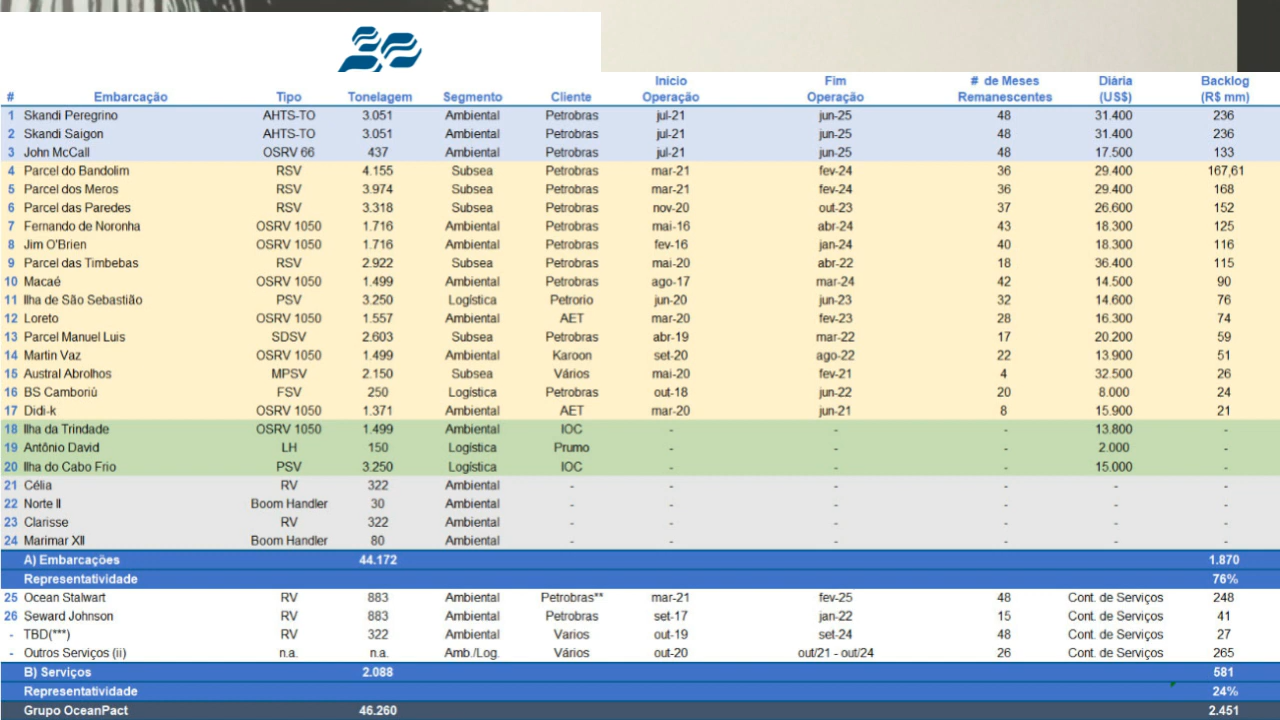 # Embarcação Tipo Tonelagem Segmento Cliente Início Operação Fim Operação # de Meses Remanescentes Diária (US$) Backlog (R$ mm)
1 Skandi Peregrino AHTS-TO 3.051 Ambiental Petrobras jul-21 jun-25 48 31.400 236
2 Skandi Saigon AHTS-TO 3.051 Ambiental Petrobras jul-21 jun-25 48 31.400 236
3 John McCall OSRV 66 437 Ambiental Petrobras jul-21 jun-25 48 17.500 133
4 Parcel do Bandolim RSV 4.155 Subsea Petrobras mar-21 fev-24 36 29.400 167,61
5 Parcel dos Meros RSV 3.974 Subsea Petrobras mar-21 fev-24 36 29.400 168
6 Parcel das Paredes RSV 3.318 Subsea Petrobras nov-20 out-23 37 26.600 152
7 Fernando de Noronha OSRV 1050 1.716 Ambiental Petrobras mai-16 abr-24 43 18.300 125
8 Jim O'Brien OSRV 1050 1.716 Ambiental Petrobras fev-16 jan-24 40 18.300 116
9 Parcel das Timbebas RSV 2.922 Subsea Petrobras mai-20 abr-22 18 36.400 115
10 Macaé OSRV 1050 1.499 Ambiental Petrobras ago-17 mar-24 42 14.500 90
11 Ilha de São Sebastião PSV 3.250 Logística Petrorio jun-20 jun-23 32 14.600 76
12 Loreto OSRV 1050 1.557 Ambiental AET mar-20 fev-23 28 16.300 74
13 Parcel Manuel Luis SDSV 2.603 Subsea Petrobras abr-19 mar-22 17 20.200 59
14 Martin Vaz OSRV 1050 1.499 Ambiental Karoon set-20 ago-22 22 13.900 51
15 Austral Abrolhos MPSV 2.150 Subsea Vários mai-20 fev-21 4 32.500 26
16 BS Camboriú FSV 250 Logística Petrobras out-18 jun-22 20 8.000 24
17 Didi-k OSRV 1050 1.371 Ambiental AET mar-20 jun-21 8 15.900 21
18 Ilha da Trindade OSRV 1050 1.499 Ambiental IOC - - - 13.800 -
19 Antônio David LH 150 Logística Prumo - - - 2.000 -
20 Ilha do Cabo Frio PSV 3.250 Logística IOC - - - 15.000 -
21 Célia RV 322 Ambiental - - - - - -
22 Norte II Boom Handler 30 Ambiental - - - - - -
23 Clarisse RV 322 Ambiental - - - - - -
24 Marimar XII Boom Handler 80 Ambiental - - - - - -
A) Embarcações 44.172 1.870
Representatividade 76%
25 Ocean Stalwart RV 883 Ambiental Petrobras** mar-21 fev-25 48 Cont. de Serviços 248
26 Seward Johnson RV 883 Ambiental Petrobras set-17 jan-22 15 Cont. de Serviços 41
- TBD(***) RV 322 Ambiental Varios out-19 set-24 48 Cont. de Serviços 27
- Outros Serviços (ii) n.a. n.a. Amb./Log. Vários out-20 out/21 - out/24 26 Cont. de Serviços 265
B) Serviços 2.088 581
Representatividade 24%
Grupo OceanPact 46.260 2.451